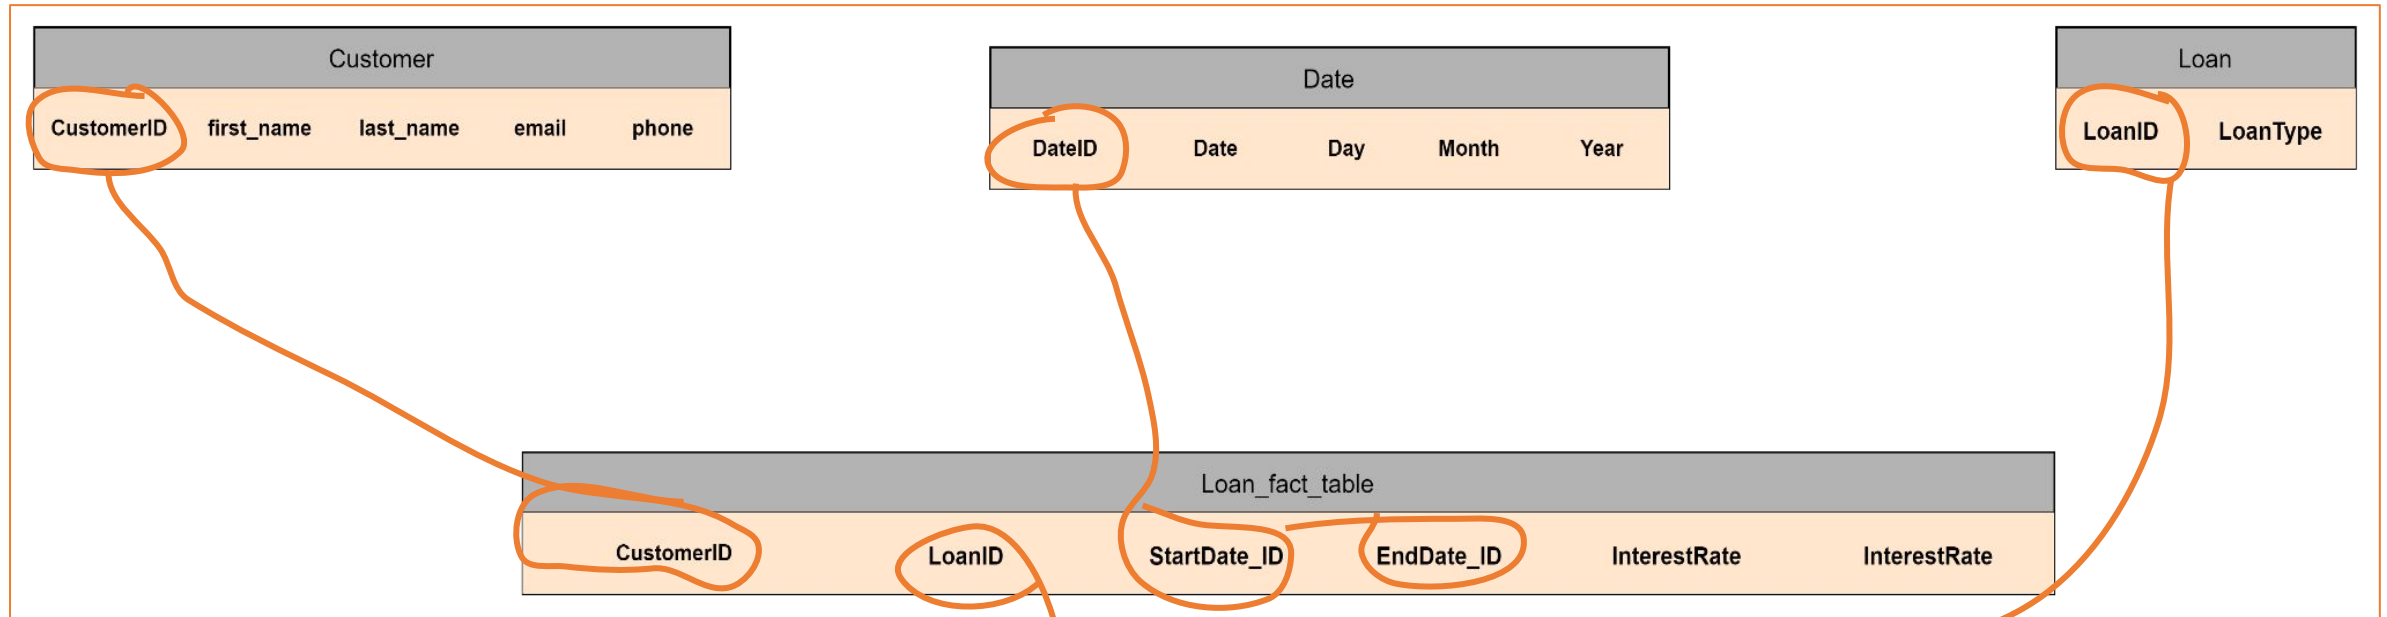 Customer
CustomerID first_name last_name email phone
Date
DateID Date Day Month Year
Loan
LoanID LoanType
Loan_fact_table
CustomerID LoanID StartDate_ID EndDate_ID InterestRate InterestRate